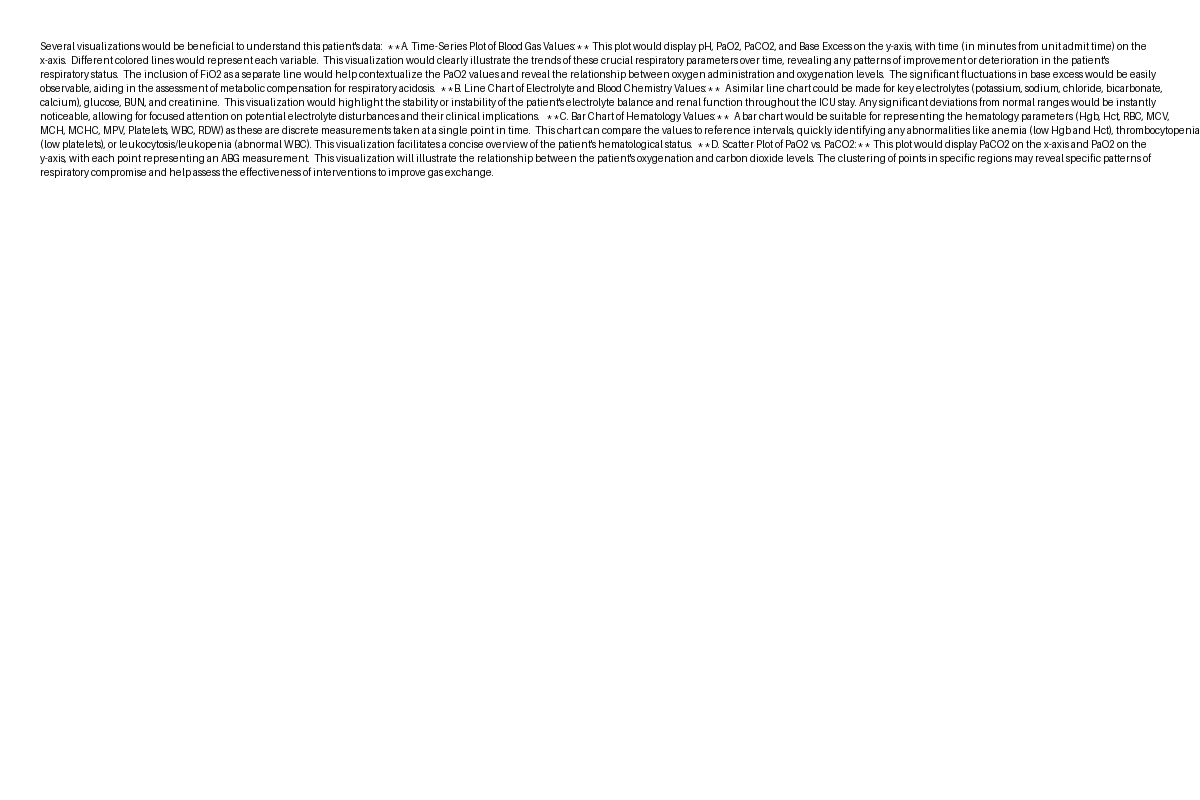 Several visualizations would be beneficial to understand this patient's data:  **A. Time-Series Plot of Blood Gas Values:** This plot would display pH, PaO2, PaCO2, and Base Excess on the y-axis, with time (in minutes from unit admit time) on the
x-axis.  Different colored lines would represent each variable.  This visualization would clearly illustrate the trends of these crucial respiratory parameters over time, revealing any patterns of improvement or deterioration in the patient's
respiratory status.  The inclusion of FiO2 as a separate line would help contextualize the PaO2 values and reveal the relationship between oxygen administration and oxygenation levels.  The significant fluctuations in base excess would be easily
observable, aiding in the assessment of metabolic compensation for respiratory acidosis.  **B. Line Chart of Electrolyte and Blood Chemistry Values:**  A similar line chart could be made for key electrolytes (potassium, sodium, chloride, bicarbonate,
calcium), glucose, BUN, and creatinine.  This visualization would highlight the stability or instability of the patient's electrolyte balance and renal function throughout the ICU stay. Any significant deviations from normal ranges would be instantly
noticeable, allowing for focused attention on potential electrolyte disturbances and their clinical implications.  **C. Bar Chart of Hematology Values:**  A bar chart would be suitable for representing the hematology parameters (Hgb, Hct, RBC, MCV,
MCH, MCHC, MPV, Platelets, WBC, RDW) as these are discrete measurements taken at a single point in time.  This chart can compare the values to reference intervals, quickly identifying any abnormalities like anemia (low Hgb and Hct), thrombocytopenia
(low platelets), or leukocytosis/leukopenia (abnormal WBC). This visualization facilitates a concise overview of the patient's hematological status.  **D. Scatter Plot of PaO2 vs. PaCO2:** This plot would display PaCO2 on the x-axis and PaO2 on the
y-axis, with each point representing an ABG measurement.  This visualization will illustrate the relationship between the patient's oxygenation and carbon dioxide levels. The clustering of points in specific regions may reveal specific patterns of
respiratory compromise and help assess the effectiveness of interventions to improve gas exchange.